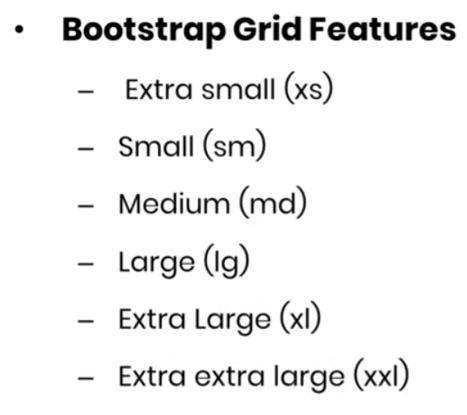 • Bootstrap Grid Features
– Extra small (xs)
– Small (sm)
– Medium (md)
– Large (lg)
– Extra Large (xl)
– Extra extra large (xxl)